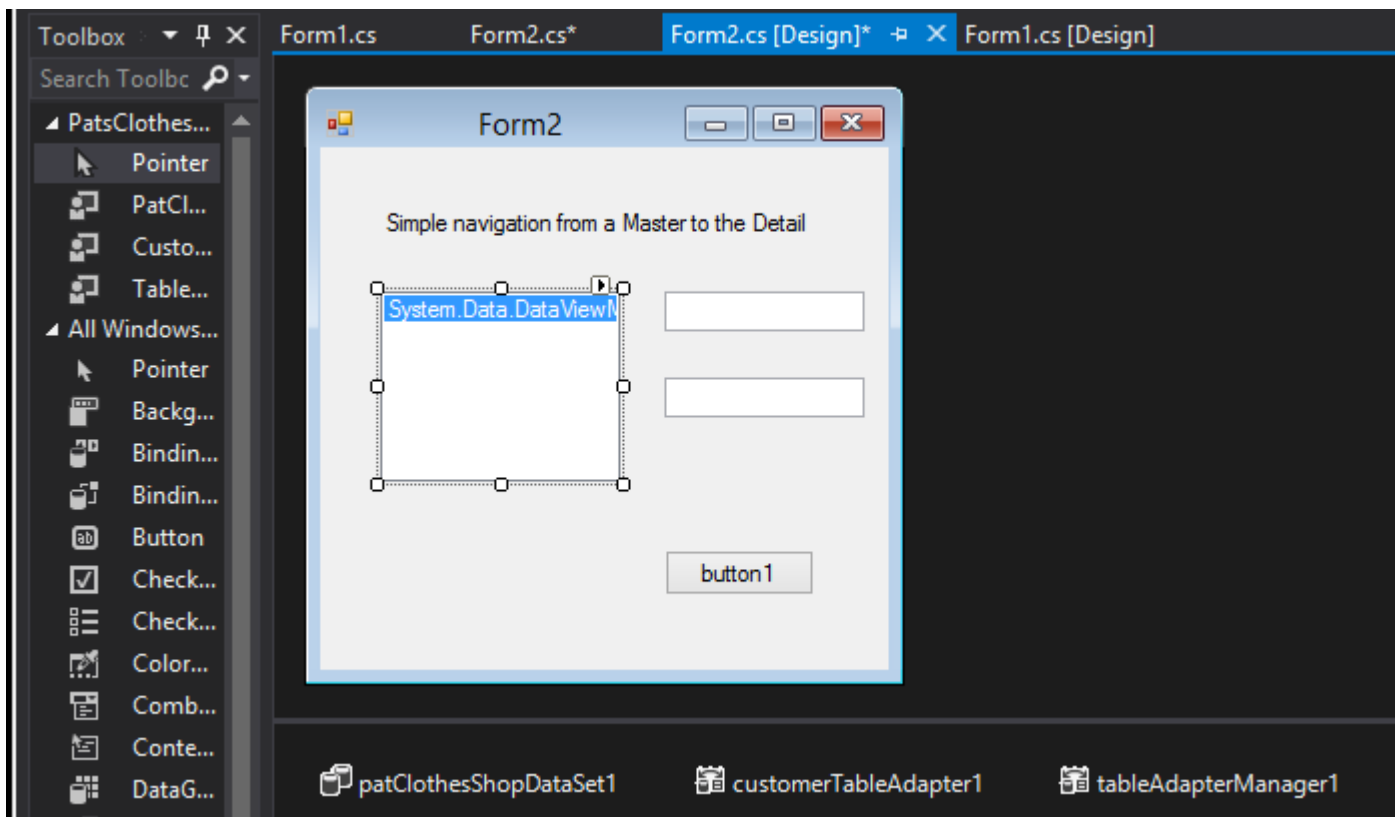 Toolbox
Form1.cs
Form2.cs*
Form2.cs [Design]*
Form1.cs [Design]
Search Toolbc
PatsClothes...
Pointer
PatCl...
Custo...
Table...
All Windows...
Pointer
Backg...
Bindin...
Bindin...
Button
Check...
Check...
Color...
Comb...
Conte...
DataG...
Form2
Simple navigation from a Master to the Detail
System.Data.DataViewM
button1
patClothesShopDataSet1
customerTableAdapter1
tableAdapterManager1